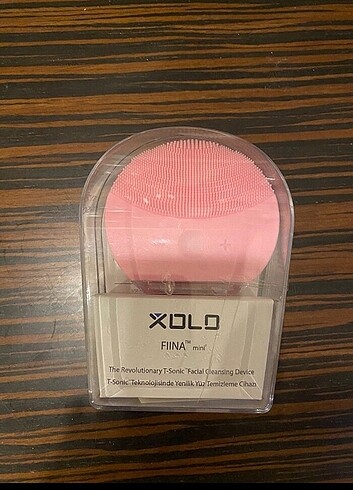 XOLO
FIINA™ mini
The Revolutionary T-Sonic™ Facial Cleansing Device
T-Sonic™ Teknolojisinde Yenilik Yüz Temizleme Cihazı